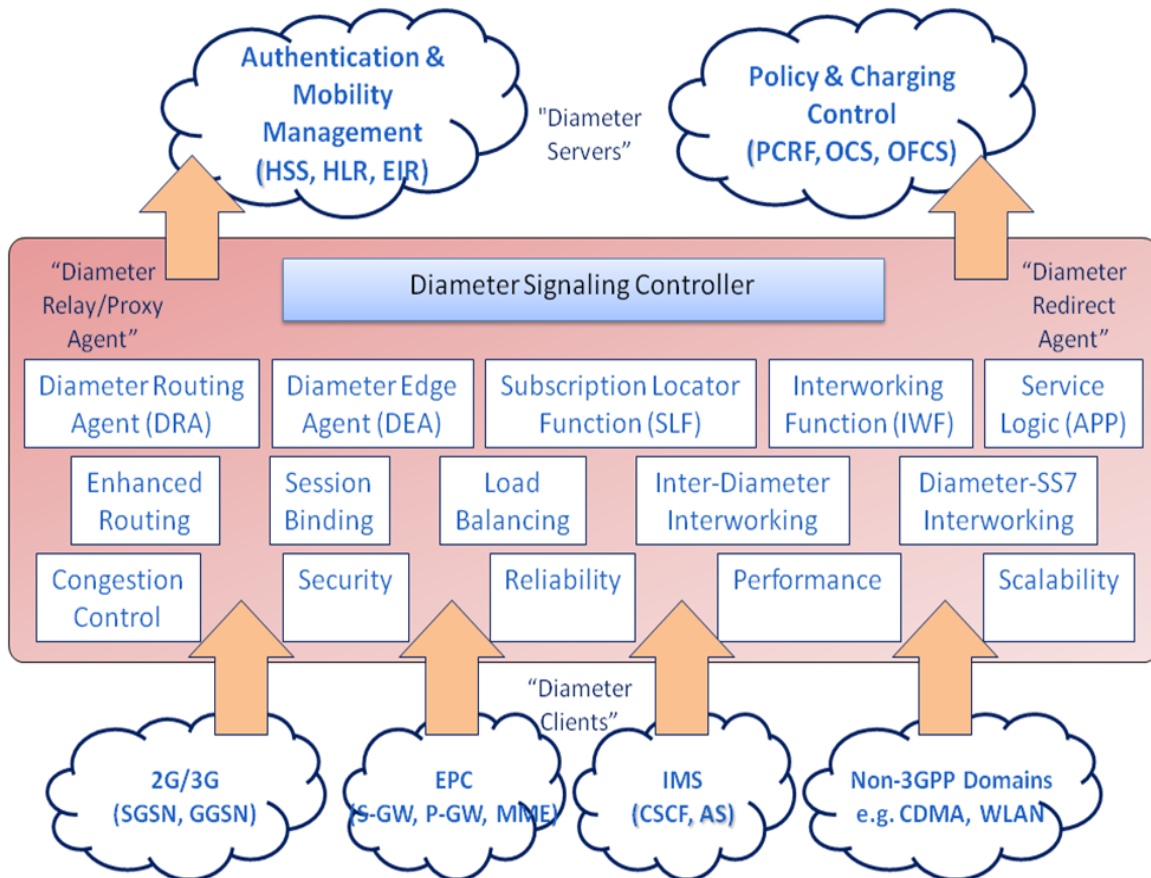 Authentication &
Mobility
Management
(HSS, HLR, EIR)
"Diameter
Servers”
Policy & Charging
Control
(PCRF, OCS, OFCS)
“Diameter
Relay/Proxy
Agent”
Diameter Signaling Controller
“Diameter
Redirect
Agent”
Diameter Routing
Agent (DRA)
Diameter Edge
Agent (DEA)
Subscription Locator
Function (SLF)
Interworking
Function (IWF)
Service
Logic (APP)
Enhanced
Routing
Session
Binding
Load
Balancing
Inter-Diameter
Interworking
Diameter-SS7
Interworking
Congestion
Control
Security
Reliability
Performance
Scalability
“Diameter
Clients”
2G/3G
(SGSN, GGSN)
EPC
(S-GW, P-GW, MME)
IMS
(CSCF, AS)
Non-3GPP Domains
e.g. CDMA, WLAN